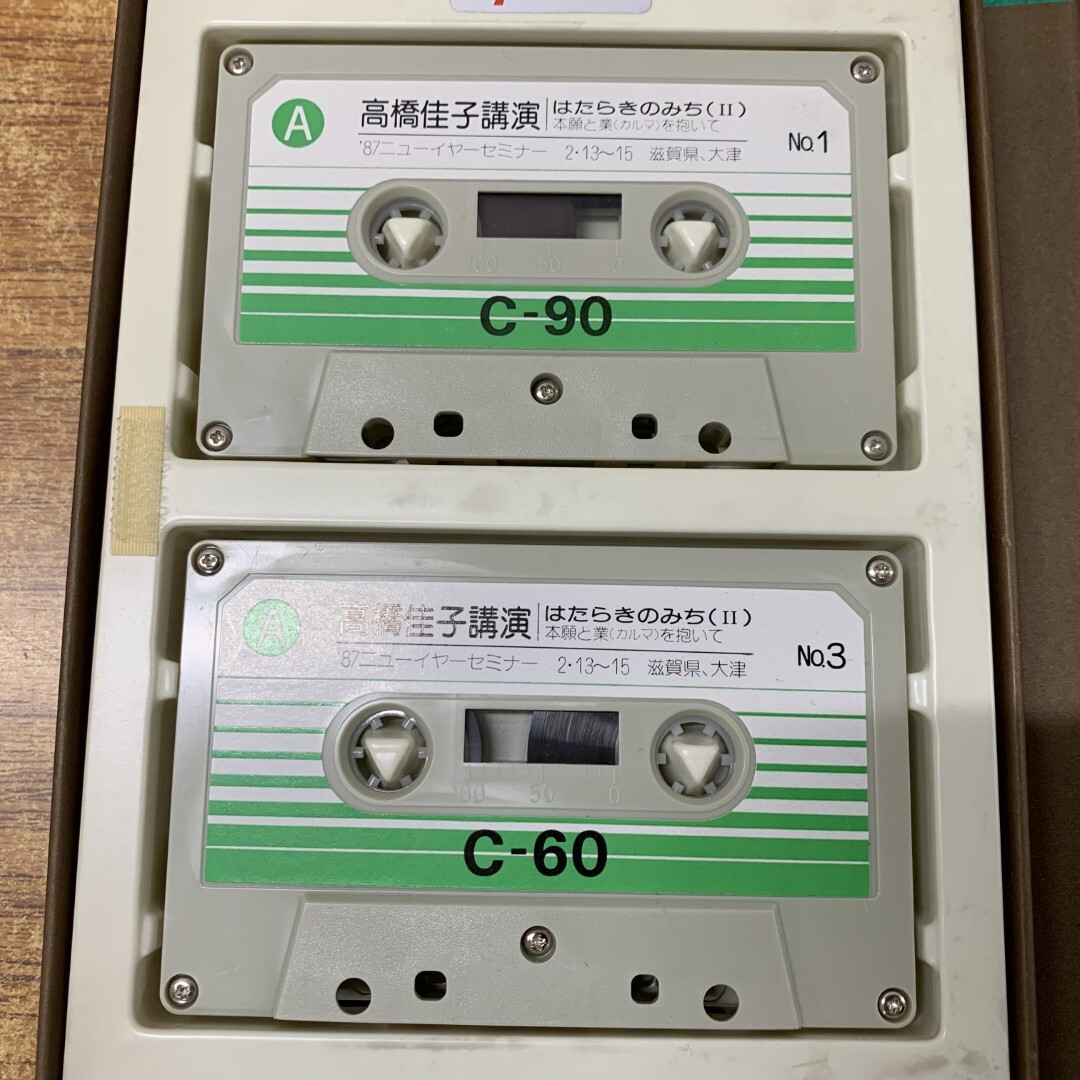 A
高橋佳子講演
はたらきのみち(II)
本願と業(カルマ)を抱いて
'87ニューイヤーセミナー 2・13〜15 滋賀県、大津
No.1
100 50 0
C-90
A
高橋佳子講演
はたらきのみち(II)
本願と業(カルマ)を抱いて
'87ニューイヤーセミナー 2・13〜15 滋賀県、大津
No.3
100 50 0
C-60